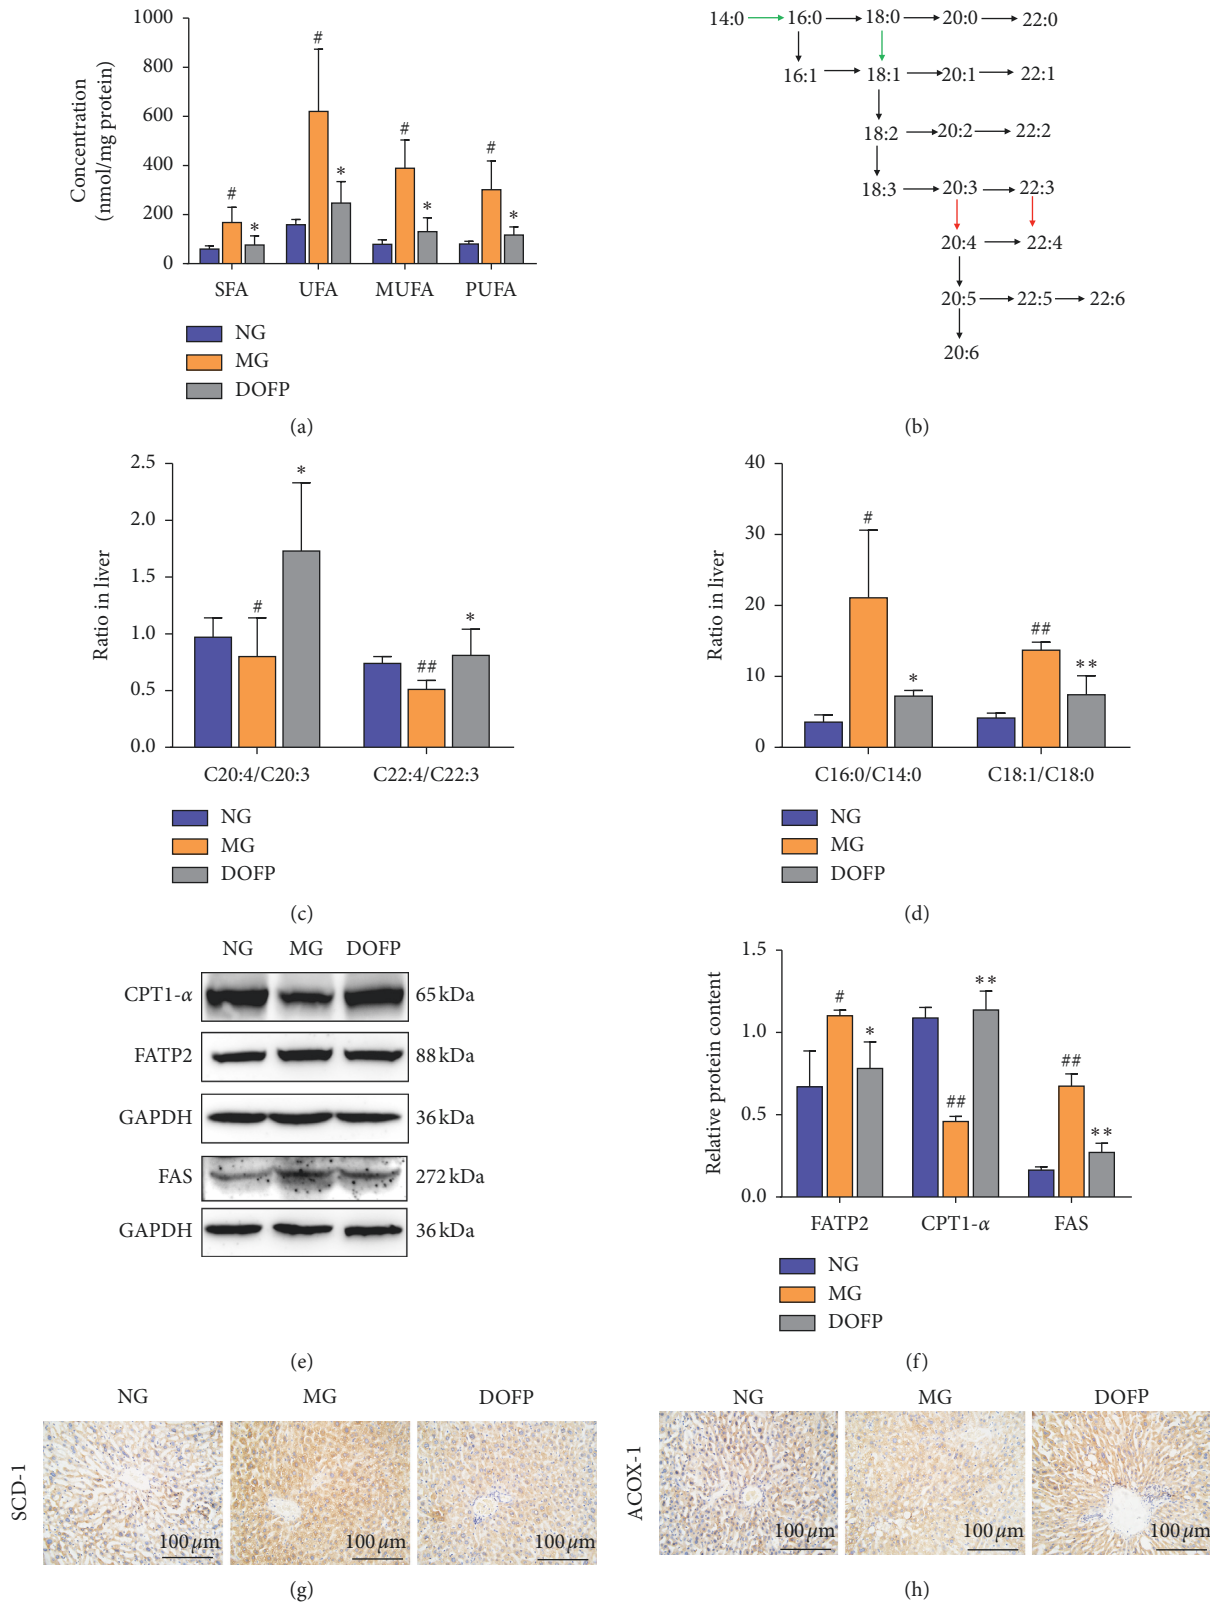 1000
800
600
400
200
0
Concentration
(nmol/mg protein)
# # # #
* * * *
SFA UFA MUFA PUFA
NG
MG
DOFP
(a)
14:0 16:0 18:0 20:0 22:0
16:1 18:1 20:1 22:1
18:2 20:2 22:2
18:3 20:3 22:3
20:4 22:4
20:5 22:5 22:6
20:6
(b)
2.5
2.0
1.5
1.0
0.5
0.0
Ratio in liver
# * ## *
C20:4/C20:3 C22:4/C22:3
NG
MG
DOFP
(c)
40
30
20
10
0
Ratio in liver
# * ## **
C16:0/C14:0 C18:1/C18:0
NG
MG
DOFP
(d)
NG MG DOFP
CPT1-α 65 kDa
FATP2 88 kDa
GAPDH 36 kDa
FAS 272 kDa
GAPDH 36 kDa
(e)
1.5
1.0
0.5
0.0
Relative protein content
# * ## ** ## **
FATP2 CPT1-α FAS
NG
MG
DOFP
(f)
NG MG DOFP
SCD-1
100 μm 100 μm 100 μm
(g)
NG MG DOFP
ACOX-1
100 μm 100 μm 100 μm
(h)